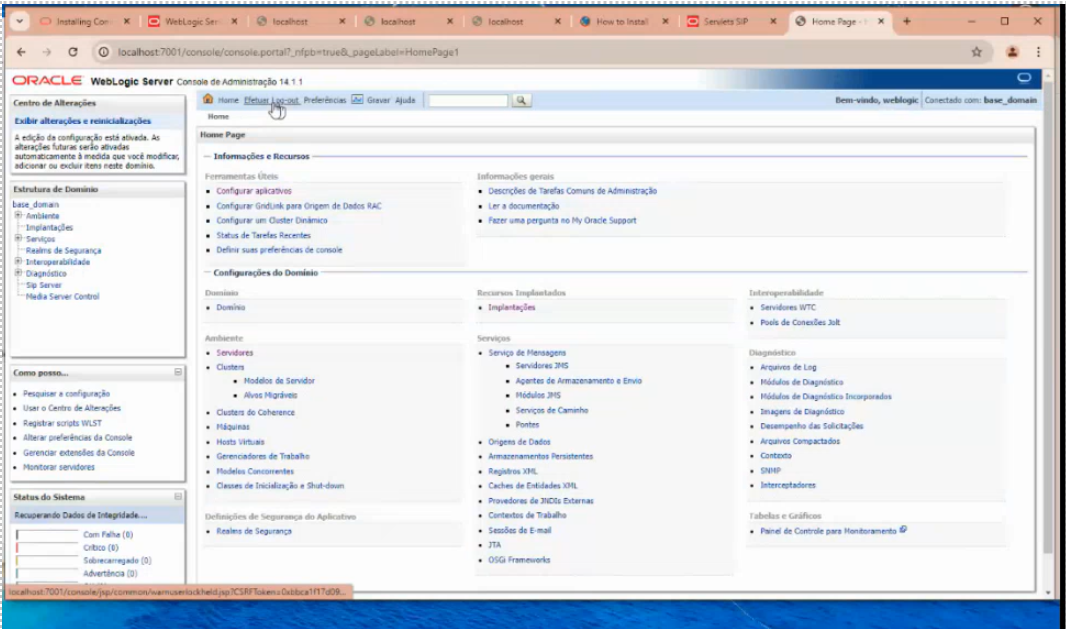 Installing Con
WebLogic Ser
localhost
localhost
localhost
How to Install
Servlets SIP
Home Page -
localhost:7001/console/console.portal?_nfpb=true&_pageLabel=HomePage1
ORACLE WebLogic Server Console de Administração 14.1.1
Centro de Alterações
Exibir alterações e reinicializações
A edição da configuração está ativada. As
alterações futuras serão ativadas
automaticamente à medida que você modificar,
adicionar ou excluir itens neste domínio.
Estrutura de Domínio
base_domain
Ambiente
Implantações
Serviços
Realms de Segurança
Interoperabilidade
Diagnóstico
Sip Server
Media Server Control
Como posso...
Pesquisar a configuração
Usar o Centro de Alterações
Registrar scripts WLST
Alterar preferências da Console
Gerenciar extensões da Console
Monitorar servidores
Status do Sistema
Recuperando Dados de Integridade....
Com Falha (0)
Crítico (0)
Sobrecarregado (0)
Advertência (0)
Home Efetuar Log-out Preferências Gravar Ajuda
Bem-vindo, weblogic Conectado com: base_domain
Home
Home Page
Informações e Recursos
Ferramentas Úteis
Configurar aplicativos
Configurar GridLink para Origem de Dados RAC
Configurar um Cluster Dinâmico
Status de Tarefas Recentes
Definir suas preferências de console
Informações gerais
Descrições de Tarefas Comuns de Administração
Ler a documentação
Fazer uma pergunta no My Oracle Support
Configurações do Domínio
Domínio
Domínio
Recursos Implantados
Implantações
Interoperabilidade
Servidores WTC
Pools de Conexões Jolt
Ambiente
Servidores
Clusters
Modelos de Servidor
Alvos Migráveis
Clusters do Coherence
Máquinas
Hosts Virtuais
Gerenciadores de Trabalho
Modelos Concorrentes
Classes de Inicialização e Shut-down
Definições de Segurança do Aplicativo
Realms de Segurança
Serviços
Serviço de Mensagens
Servidores JMS
Agentes de Armazenamento e Envio
Módulos JMS
Serviços de Caminho
Pontes
Origens de Dados
Armazenamentos Persistentes
Registros XML
Caches de Entidades XML
Provedores de JNDIs Externas
Contextos de Trabalho
Sessões de E-mail
JTA
OSGi Frameworks
Diagnóstico
Arquivos de Log
Módulos de Diagnóstico
Módulos de Diagnóstico Incorporados
Imagens de Diagnóstico
Desempenho das Solicitações
Arquivos Compactados
Contexto
SNMP
Interceptadores
Tabelas e Gráficos
Painel de Controle para Monitoramento